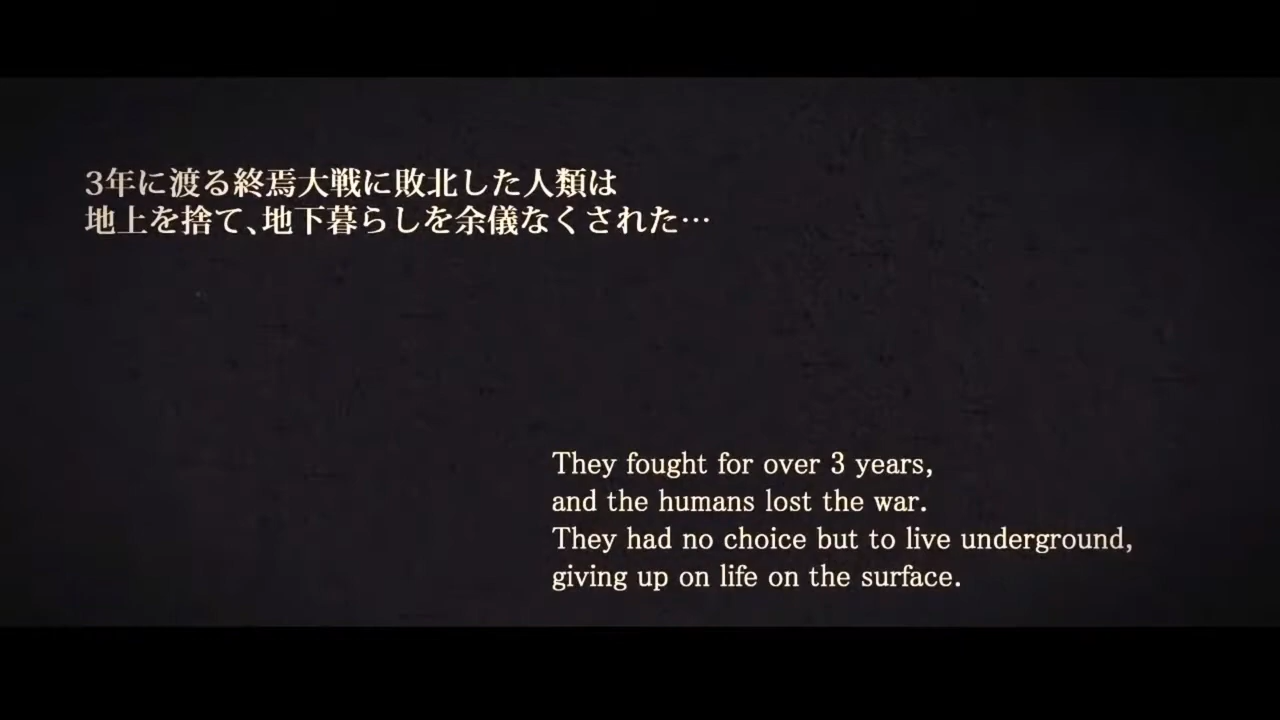 3年に渡る終焉大戦に敗北した人類は
地上を捨て、地下暮らしを余儀なくされた…
They fought for over 3 years,
and the humans lost the war.
They had no choice but to live underground,
giving up on life on the surface.